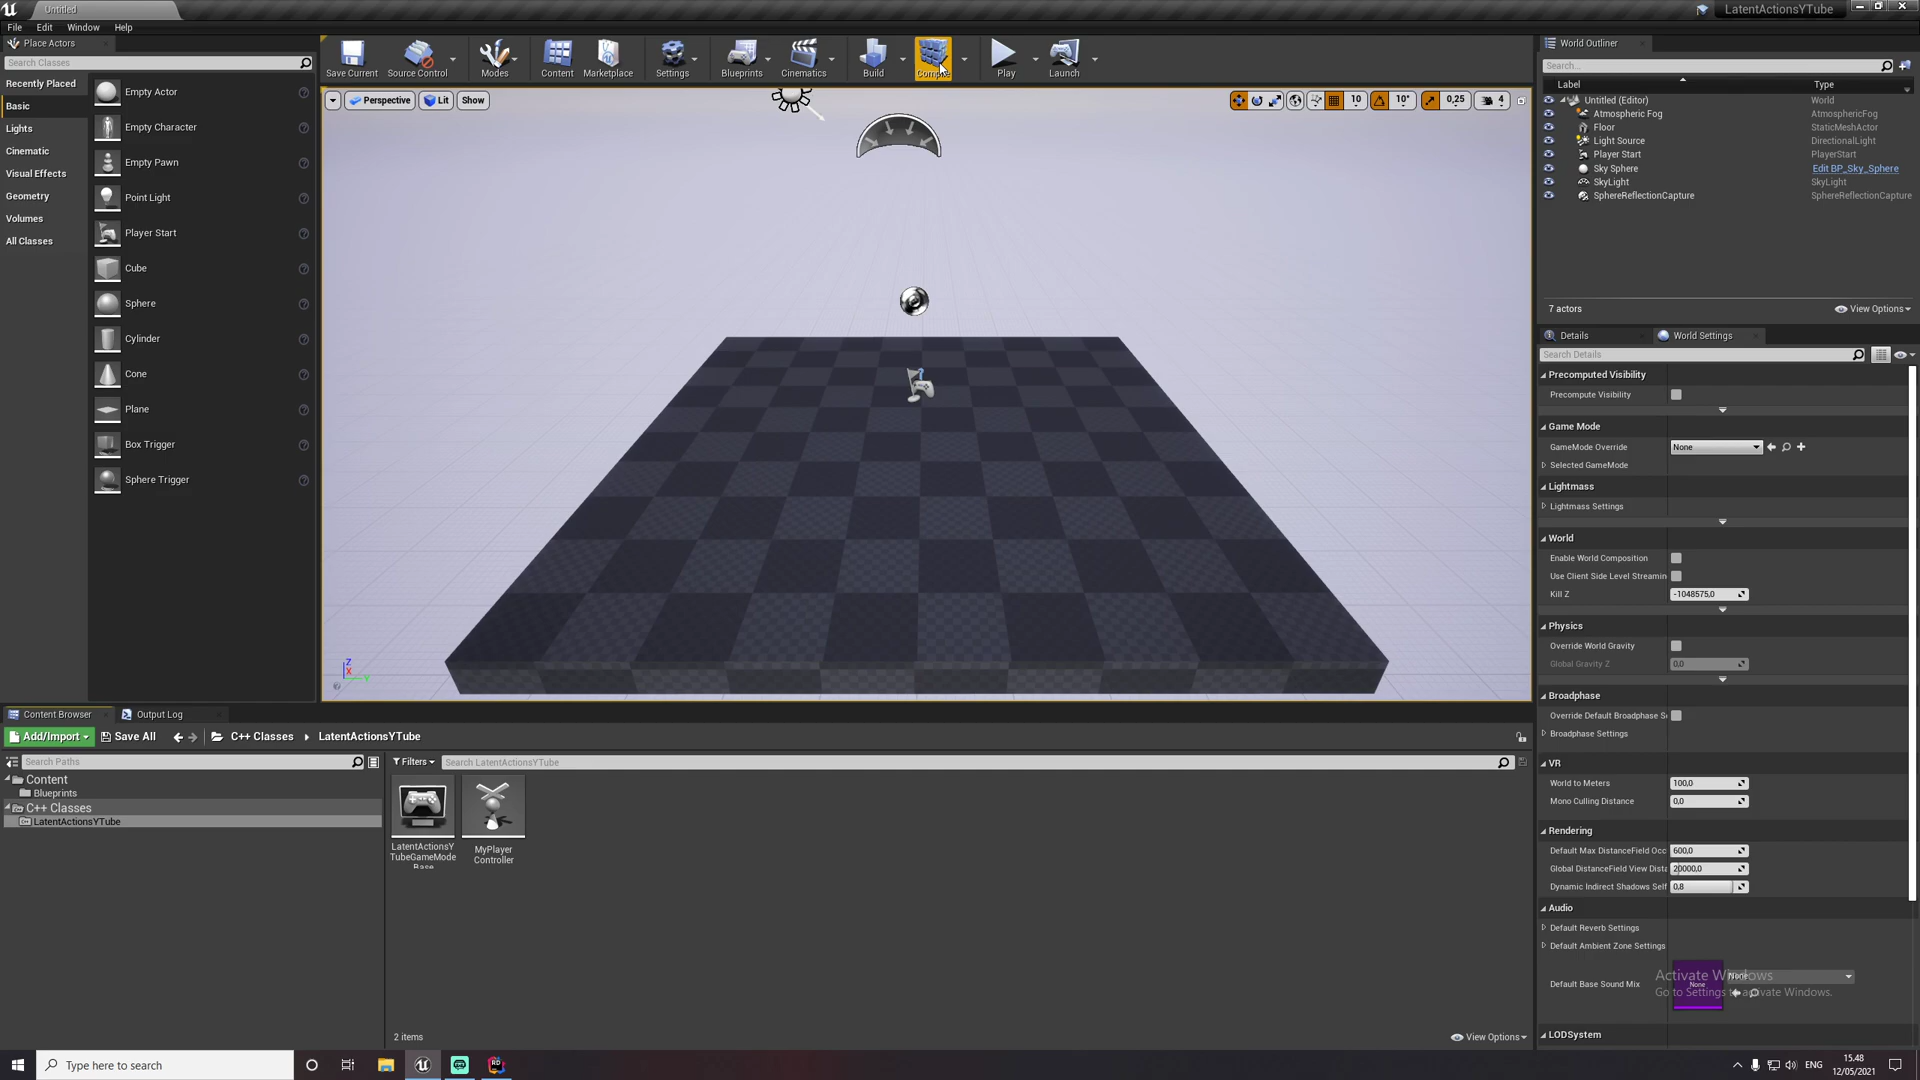 Untitled
LatentActionsYTube
File Edit Window Help
Place Actors
Search Classes
Recently Placed
Basic
Lights
Cinematic
Visual Effects
Geometry
Volumes
All Classes
Empty Actor
Empty Character
Empty Pawn
Point Light
Player Start
Cube
Sphere
Cylinder
Cone
Plane
Box Trigger
Sphere Trigger
Save Current Source Control Modes Content Marketplace Settings Blueprints Cinematics Build Play Launch
Perspective Lit Show
10 10° 0,25 4
Z
X
Y
World Outliner
Search...
Label Type
Untitled (Editor) World
Atmospheric Fog AtmosphericFog
Floor StaticMeshActor
Light Source DirectionalLight
Player Start PlayerStart
Sky Sphere Edit BP_Sky_Sphere
SkyLight SkyLight
SphereReflectionCapture SphereReflectionCapture
7 actors View Options
Details World Settings
Search Details
Precomputed Visibility
Precompute Visibility
Game Mode
GameMode Override None
Selected GameMode
Lightmass
Lightmass Settings
World
Enable World Composition
Use Client Side Level Streamin
Kill Z -1048575,0
Physics
Override World Gravity
Global Gravity Z 0,0
Broadphase
Override Default Broadphase S
Broadphase Settings
VR
World to Meters 100,0
Mono Culling Distance 0,0
Rendering
Default Max DistanceField Occ 600,0
Global DistanceField View Dista 20000,0
Dynamic Indirect Shadows Self 0,8
Audio
Default Reverb Settings
Default Ambient Zone Settings
Default Base Sound Mix None None
LODSystem
Activate Windows
Go to Settings to activate Windows.
Content Browser Output Log
Add/Import Save All C++ Classes LatentActionsYTube
Search Paths
Filters Search LatentActionsYTube
Content
Blueprints
C++ Classes
LatentActionsYTube
LatentActionsY
TubeGameMode
Base
MyPlayer
Controller
2 items View Options
Type here to search
ENG
15.48
12/05/2021